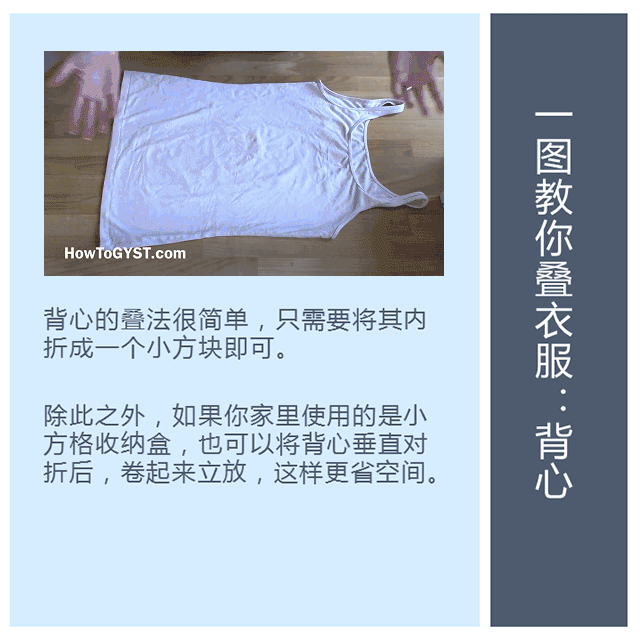 HowToGYST.com
背心的叠法很简单，只需要将其内
折成一个小方块即可。
除此之外，如果你家里使用的是小
方格收纳盒，也可以将背心垂直对
折后，卷起来立放，这样更省空间。
一图教你叠衣服：背心